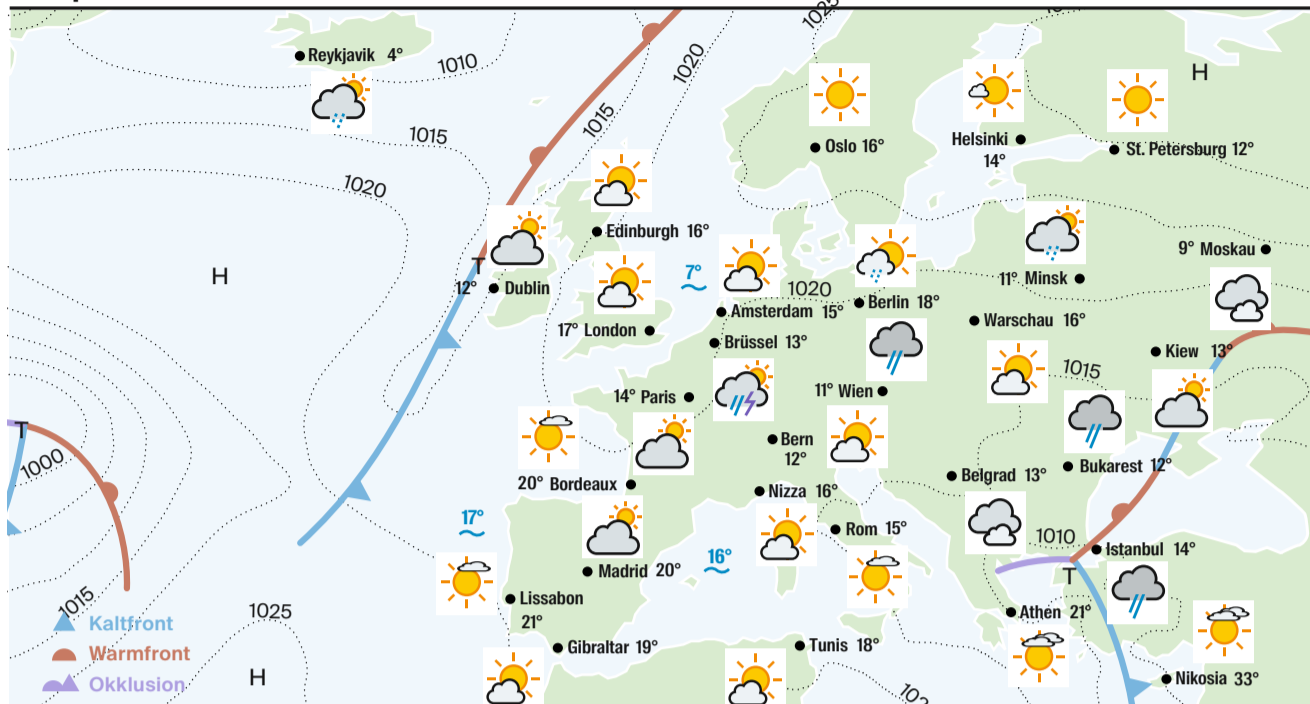 1025
Reykjavik 4°
1010
1020
H
1015
1015
Oslo 16°
Helsinki
14°
St. Petersburg 12°
1020
Edinburgh 16°
9° Moskau
T
H
7°
11° Minsk
12° Dublin
1020
Berlin 18°
Amsterdam 15°
Warschau 16°
17° London
Brüssel 13°
Kiew 13°
1015
14° Paris
11° Wien
T
Bern
12°
1000
Belgrad 13°
Bukarest 12°
20° Bordeaux
Nizza 16°
17°
Rom 15°
1010
Istanbul 14°
16°
Madrid 20°
T
1015
1025
Lissabon
21°
Athen 21°
Kaltfront
Gibraltar 19°
Tunis 18°
Warmfront
H
Nikosia 33°
Okklusion